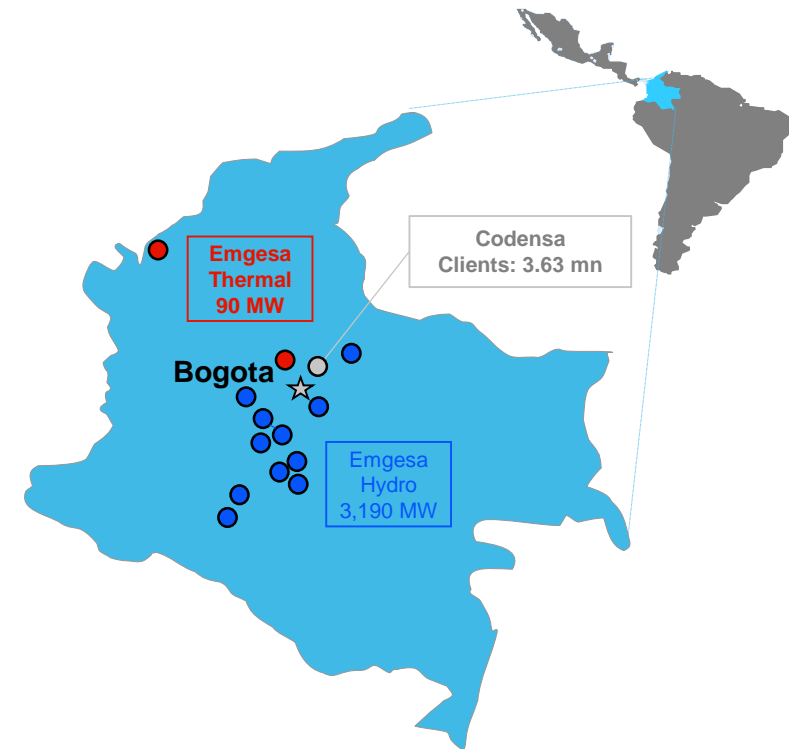 Codensa
Clients: 3.63 mn
Emgesa
Thermal
90 MW
Bogota
Emgesa
Hydro
3,190 MW